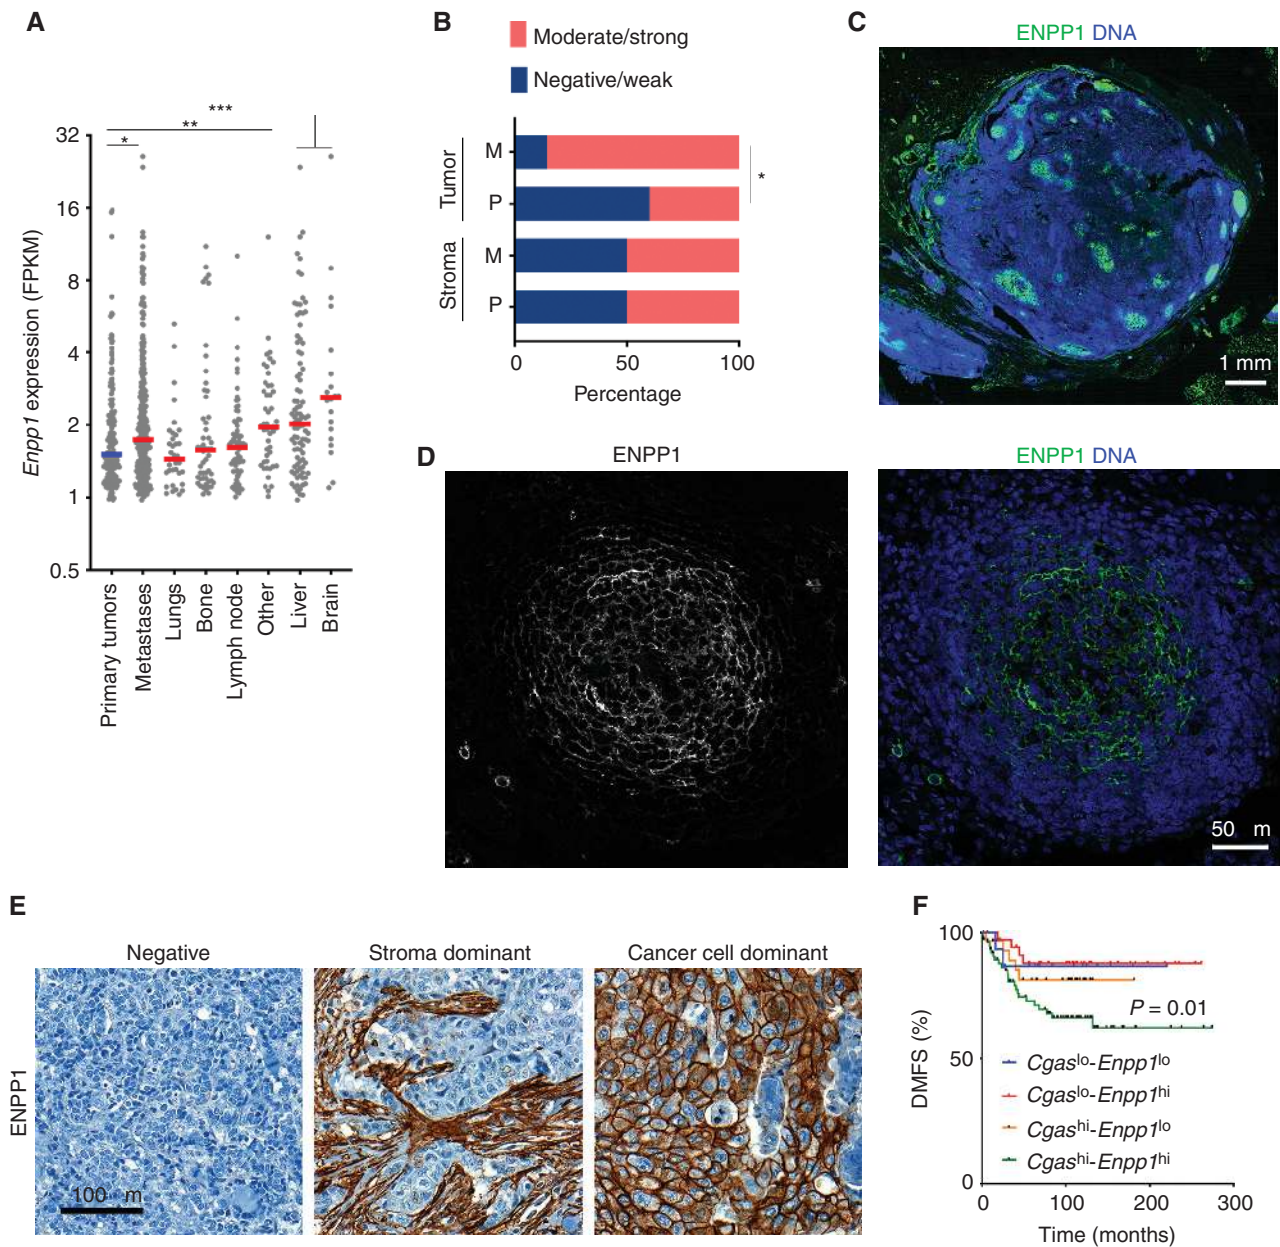 A
***
**
*
32
16
8
4
2
1
0.5
Enpp1 expression (FPKM)
Primary tumors
Metastases
Lungs
Bone
Lymph node
Other
Liver
Brain
B
Moderate/strong
Negative/weak
Tumor
M
P
*
Stroma
M
P
0 50 100
Percentage
C
ENPP1 DNA
1 mm
D
ENPP1
ENPP1 DNA
50 m
E
Negative
Stroma dominant
Cancer cell dominant
ENPP1
100 m
F
100
50
0
DMFS (%)
P = 0.01
Cgaslo-Enpp1lo
Cgaslo-Enpp1hi
Cgashi-Enpp1lo
Cgashi-Enpp1hi
0 100 200 300
Time (months)